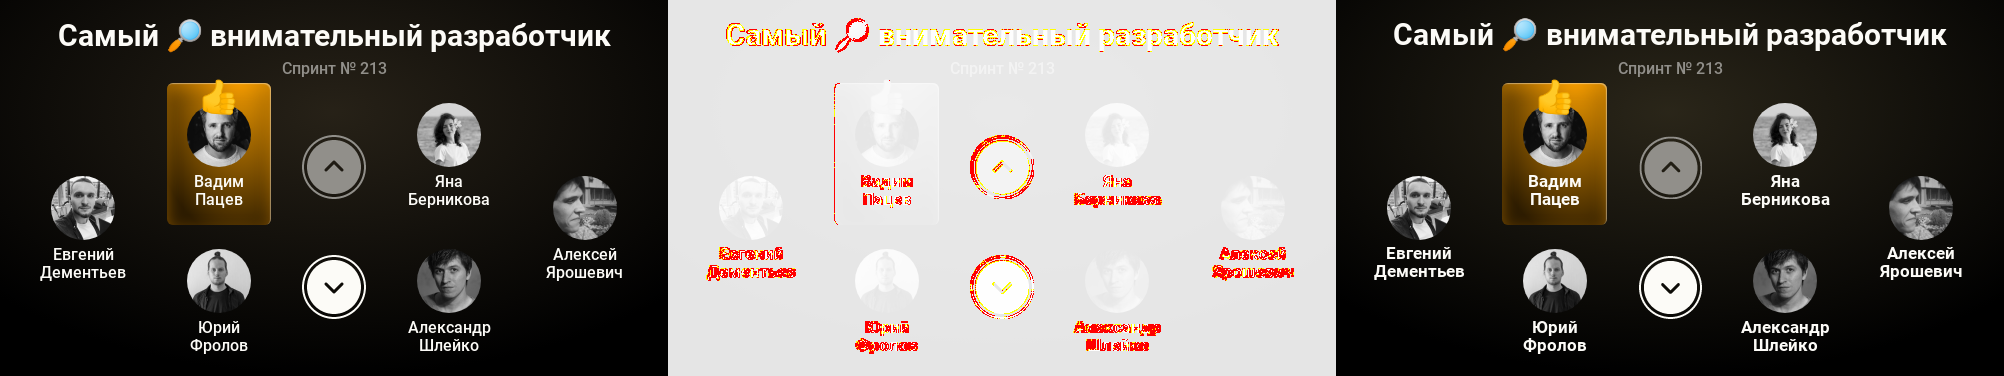 Самый 🔎 внимательный разработчик
Спринт № 213
Вадим
Пацев
Яна
Берникова
Евгений
Дементьев
Алексей
Ярошевич
Юрий
Фролов
Александр
Шлейко
Самый 🔎 внимательный разработчик
Спринт № 213
Вадим
Пацев
Яна
Берникова
Евгений
Дементьев
Алексей
Ярошевич
Юрий
Фролов
Александр
Шлейко
Самый 🔎 внимательный разработчик
Спринт № 213
Вадим
Пацев
Яна
Берникова
Евгений
Дементьев
Алексей
Ярошевич
Юрий
Фролов
Александр
Шлейко